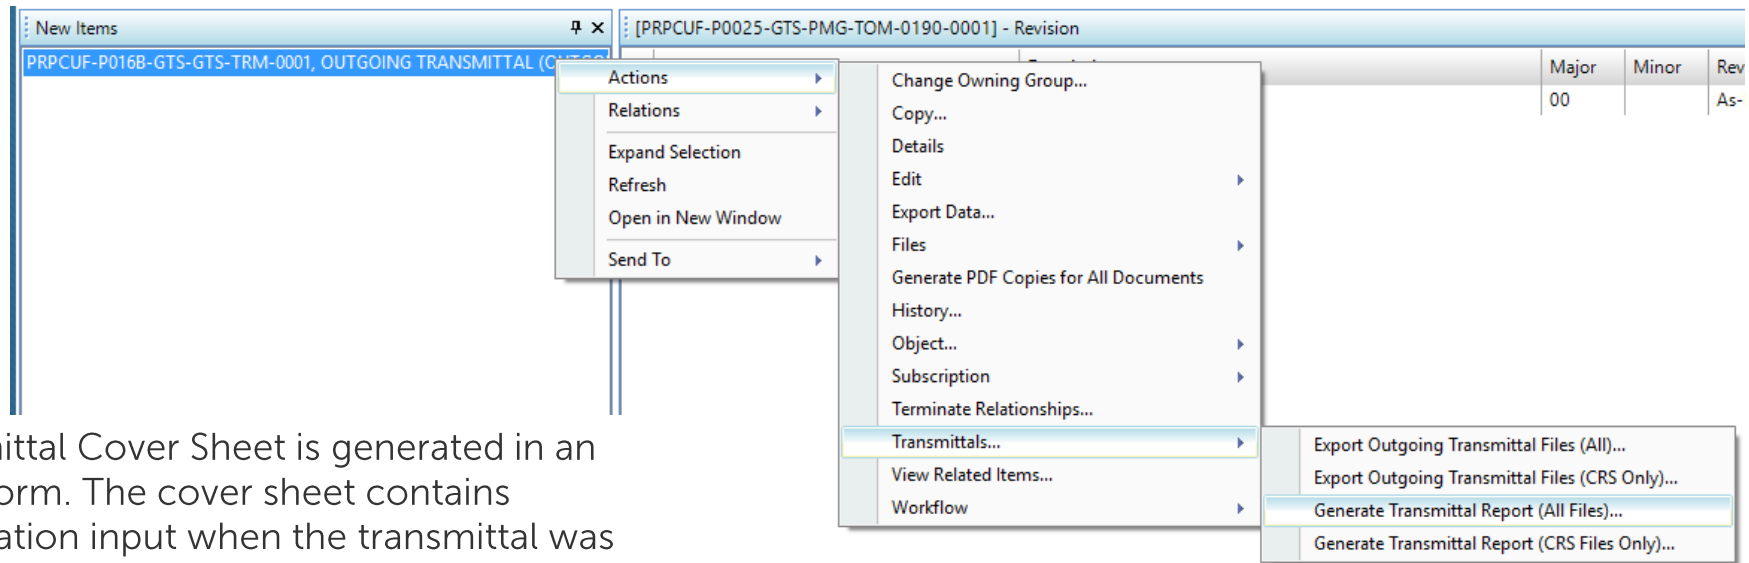 New Items
[PRPCUF-P0025-GTS-PMG-TOM-0190-0001] - Revision
PRPCUF-P016B-GTS-GTS-TRM-0001, OUTGOING TRANSMITTAL
Major Minor Rev
00 As-
Actions
Relations
Expand Selection
Refresh
Open in New Window
Send To
Change Owning Group...
Copy...
Details
Edit
Export Data...
Files
Generate PDF Copies for All Documents
History...
Object...
Subscription
Terminate Relationships...
Transmittals...
View Related Items...
Workflow
Export Outgoing Transmittal Files (All)...
Export Outgoing Transmittal Files (CRS Only)...
Generate Transmittal Report (All Files)...
Generate Transmittal Report (CRS Files Only)...
ittal Cover Sheet is generated in an
orm. The cover sheet contains
ation input when the transmittal was